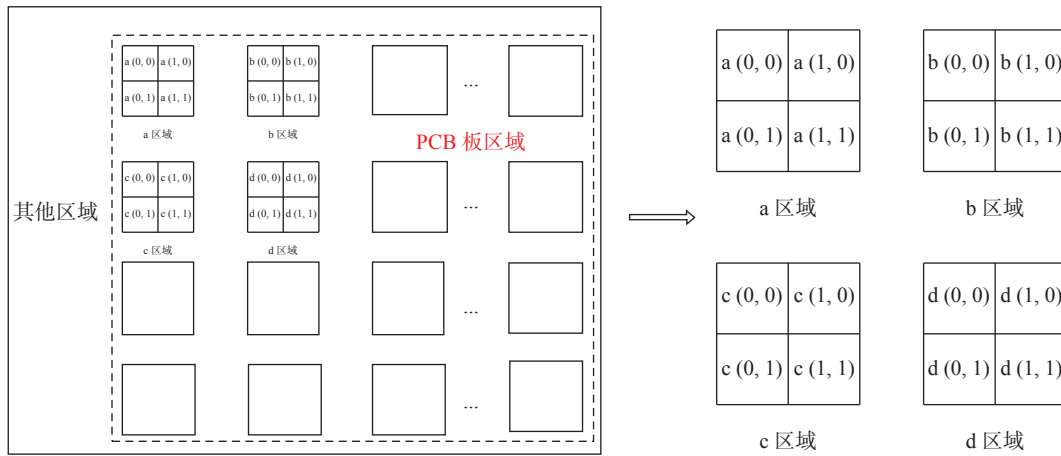 a (0, 0) a (1, 0) b (0, 0) b (1, 0)
...
a (0, 1) a (1, 1) b (0, 1) b (1, 1)
a 区域 b 区域
PCB 板区域
c (0, 0) c (1, 0) d (0, 0) d (1, 0)
其他区域
...
c (0, 1) c (1, 1) d (0, 1) d (1, 1)
c 区域 d 区域
...
...
a (0, 0) a (1, 0) b (0, 0) b (1, 0)
a (0, 1) a (1, 1) b (0, 1) b (1, 1)
a 区域 b 区域
c (0, 0) c (1, 0) d (0, 0) d (1, 0)
c (0, 1) c (1, 1) d (0, 1) d (1, 1)
c 区域 d 区域